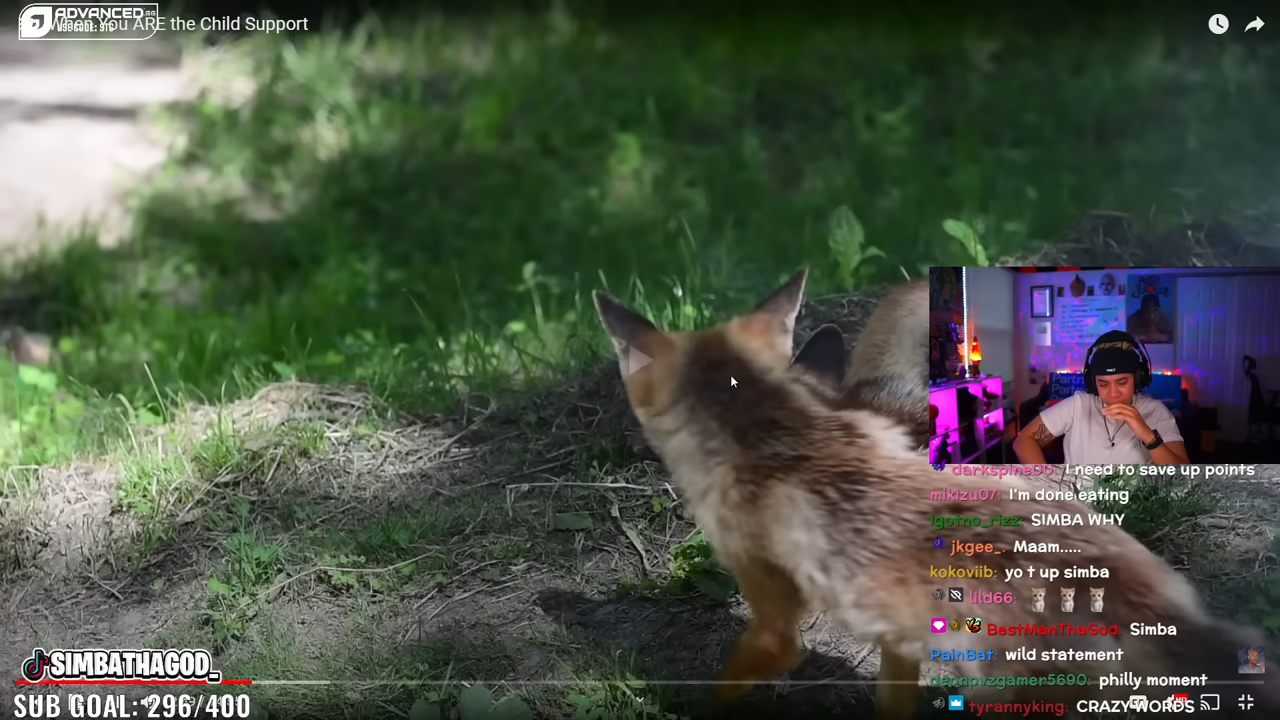 ADVANCED.GG
You ARE the Child Support
darkspine00: I need to save up points
mikizu07: I'm done eating
igotno_rizz: SIMBA WHY
jkgee_: Maam.....
kokoviib: yo t up simba
lild66:
BestManThaGod: Simba
PainBat: wild statement
philly moment
tyrannyking: CRAZY WORDS
SIMBATHAGOD_
SUB GOAL: 296/400